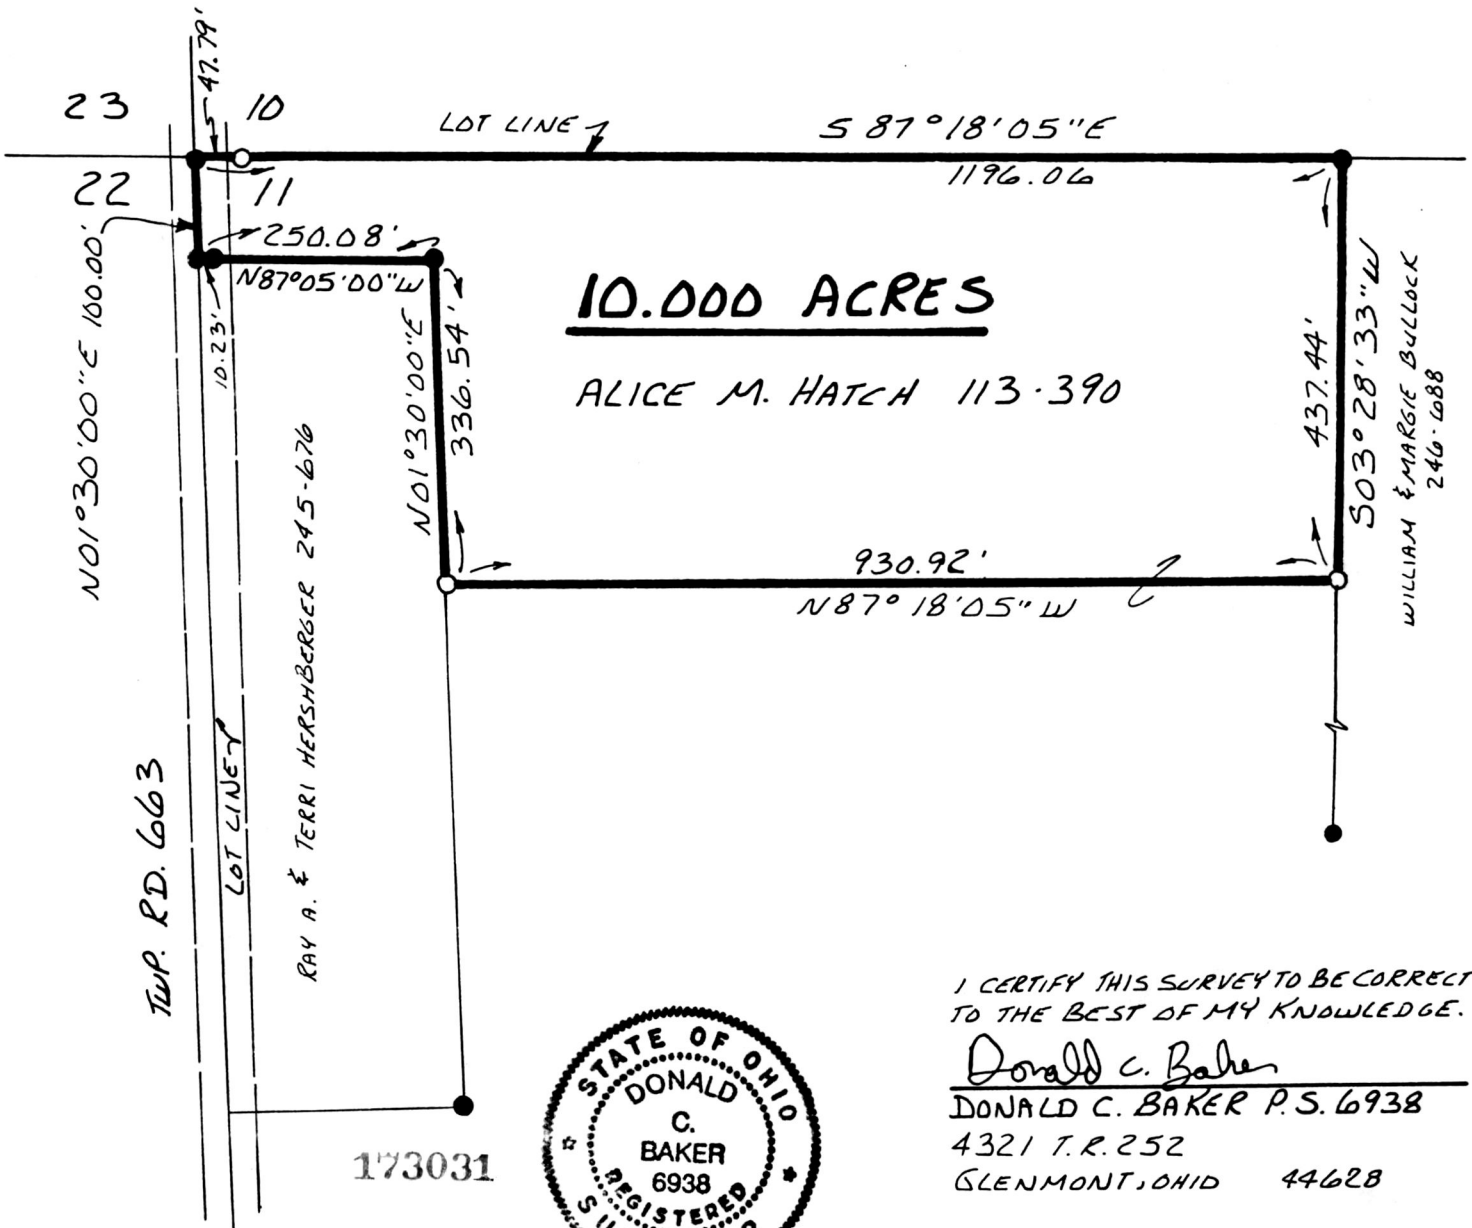 47.79'
23
10
LOT LINE
S 87°18'05"E
1196.06
22
11
N01°30'00"E 100.00'
250.08'
N87°05'00"W
10.23'
N01°30'00"E
336.54'
10.000 ACRES
ALICE M. HATCH 113-390
437.44'
S03°28'33"W
WILLIAM & MARGIE BULLOCK
246-688
930.92'
N87°18'05"W
RAY A. & TERRI HERSHBERGER 245-676
LOT LINE
TWP. RD. 663
I CERTIFY THIS SURVEY TO BE CORRECT
TO THE BEST OF MY KNOWLEDGE.
Donald C. Baker
DONALD C. BAKER P.S. 6938
4321 T.R. 252
GLENMONT, OHIO 44628
173031
STATE OF OHIO
DONALD
C.
BAKER
6938
REGISTERED